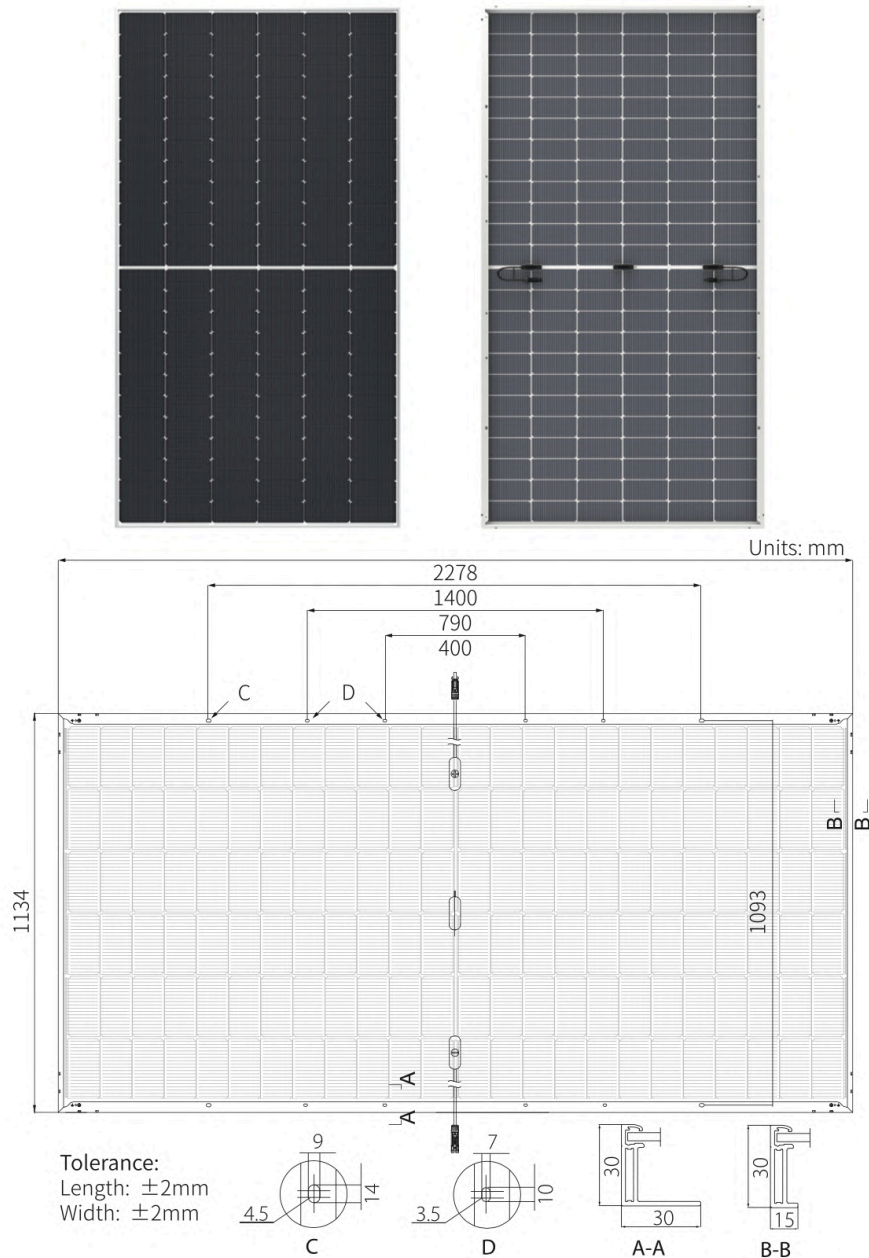 Units: mm
2278
1400
790
400
C
D
B
B
1134
1093
A
A
Tolerance:
Length: ±2mm
Width: ±2mm
9
14
4.5
C
7
10
3.5
D
30
30
A-A
30
15
B-B